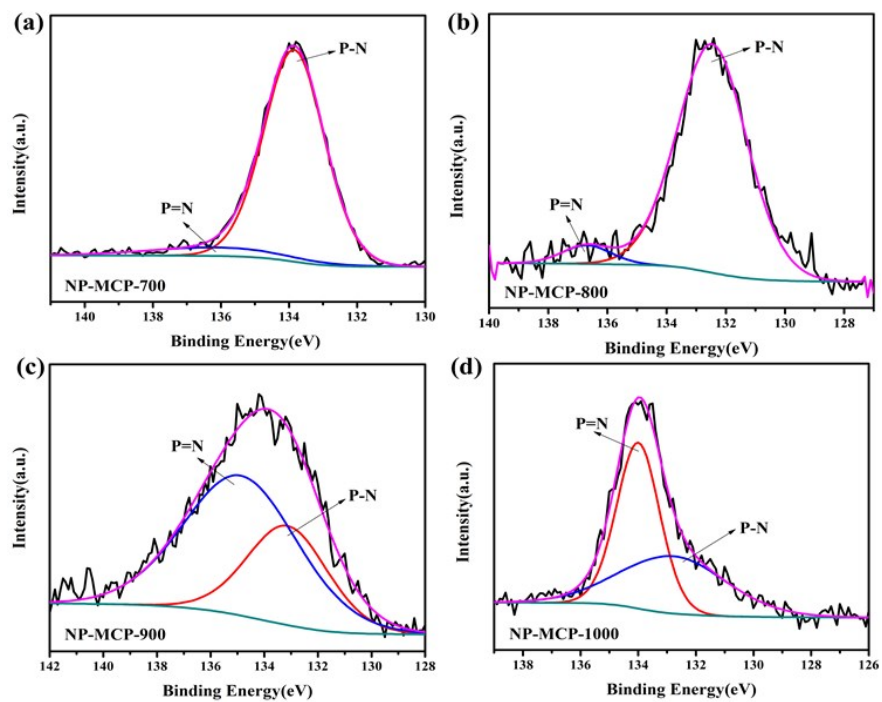 (a)
P-N
P=N
Intensity(a.u.)
NP-MCP-700
140 138 136 134 132 130
Binding Energy(eV)
(b)
P-N
P=N
Intensity(a.u.)
NP-MCP-800
140 138 136 134 132 130 128
Binding Energy(eV)
(c)
P=N
P-N
Intensity(a.u.)
NP-MCP-900
142 140 138 136 134 132 130 128
Binding Energy(eV)
(d)
P=N
P-N
Intensity(a.u.)
NP-MCP-1000
138 136 134 132 130 128 126
Binding Energy(eV)